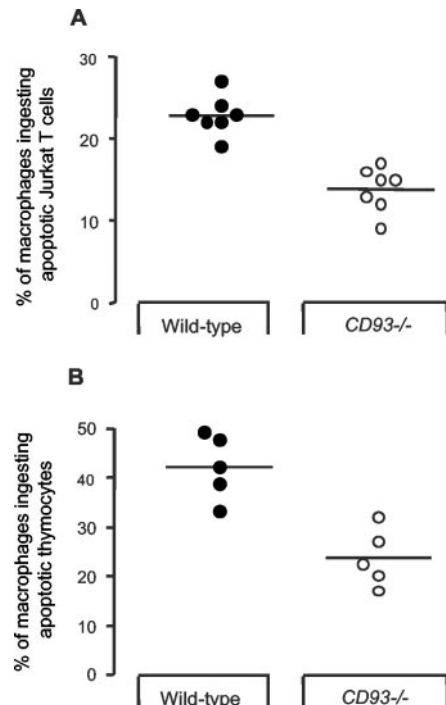 A
% of macrophages ingesting
apoptotic Jurkat T cells
30
20
10
0
Wild-type
CD93-/-
B
% of macrophages ingesting
apoptotic thymocytes
50
40
30
20
10
0
Wild-type
CD93-/-